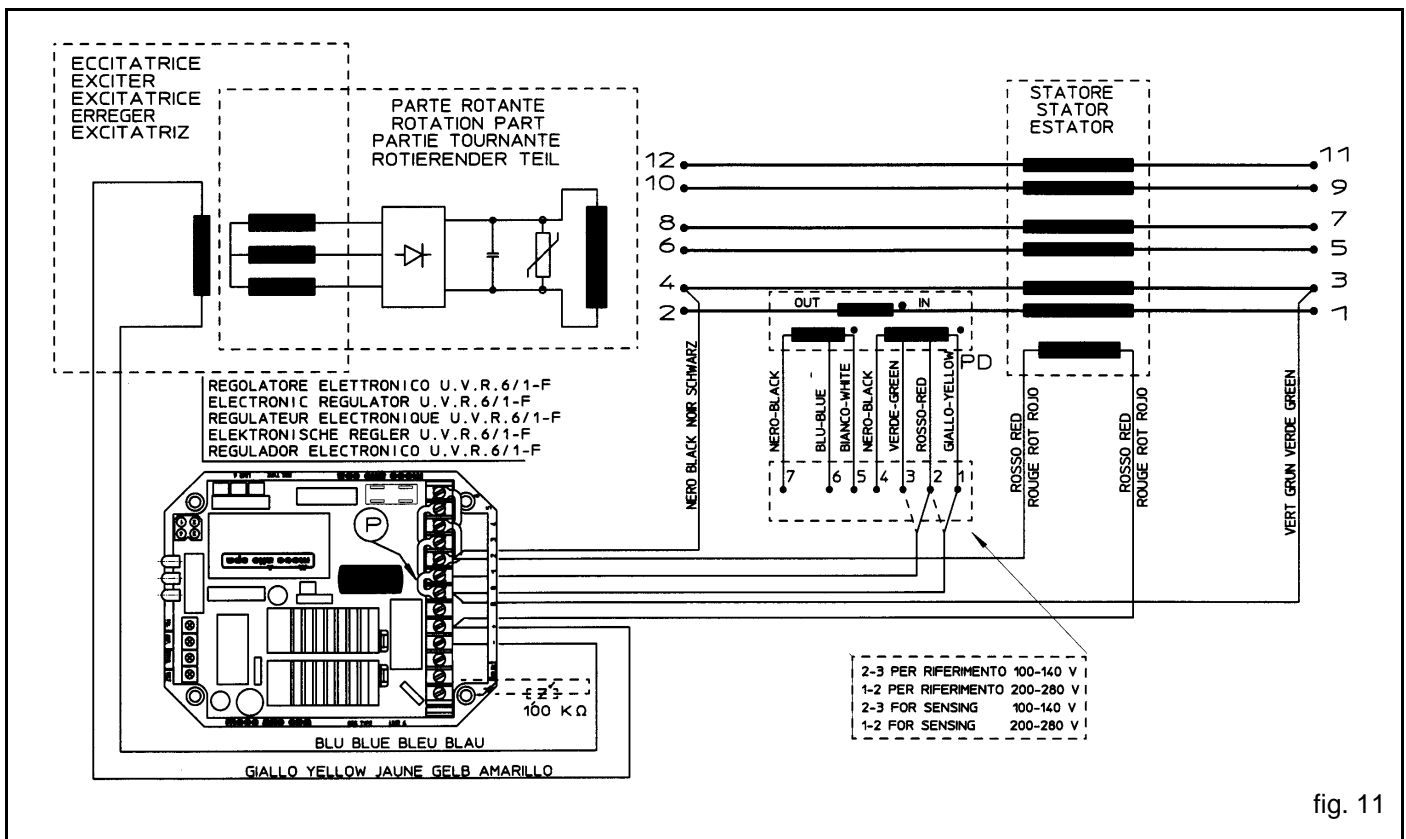 ECCITATRICE
EXCITER
EXCITATRICE
ERREGER
EXCITATRIZ
PARTE ROTANTE
ROTATION PART
PARTIE TOURNANTE
ROTIERENDER TEIL
STATORE
STATOR
ESTATOR
12
11
10
9
8
7
6
5
4
3
2
1
OUT
IN
PD
NERO BLACK NOIR SCHWARZ
NERO-BLACK
BLU-BLUE
BIANCO-WHITE
NERO-BLACK
VERDE-GREEN
ROSSO-RED
GIALLO-YELLOW
7
6
5
4
3
2
1
ROSSO RED
ROUGE ROT ROJO
ROSSO RED
ROUGE ROT ROJO
VERT GRUN VERDE GREEN
REGOLATORE ELETTRONICO U.V.R.6/1-F
ELECTRONIC REGULATOR U.V.R.6/1-F
REGULATEUR ELECTRONIQUE U.V.R.6/1-F
ELEKTRONISCHE REGLER U.V.R.6/1-F
REGULADOR ELECTRONICO U.V.R.6/1-F
P
100 KΩ
BLU BLUE BLEU BLAU
GIALLO YELLOW JAUNE GELB AMARILLO
2-3 PER RIFERIMENTO 100-140 V
1-2 PER RIFERIMENTO 200-280 V
2-3 FOR SENSING 100-140 V
1-2 FOR SENSING 200-280 V
fig. 11